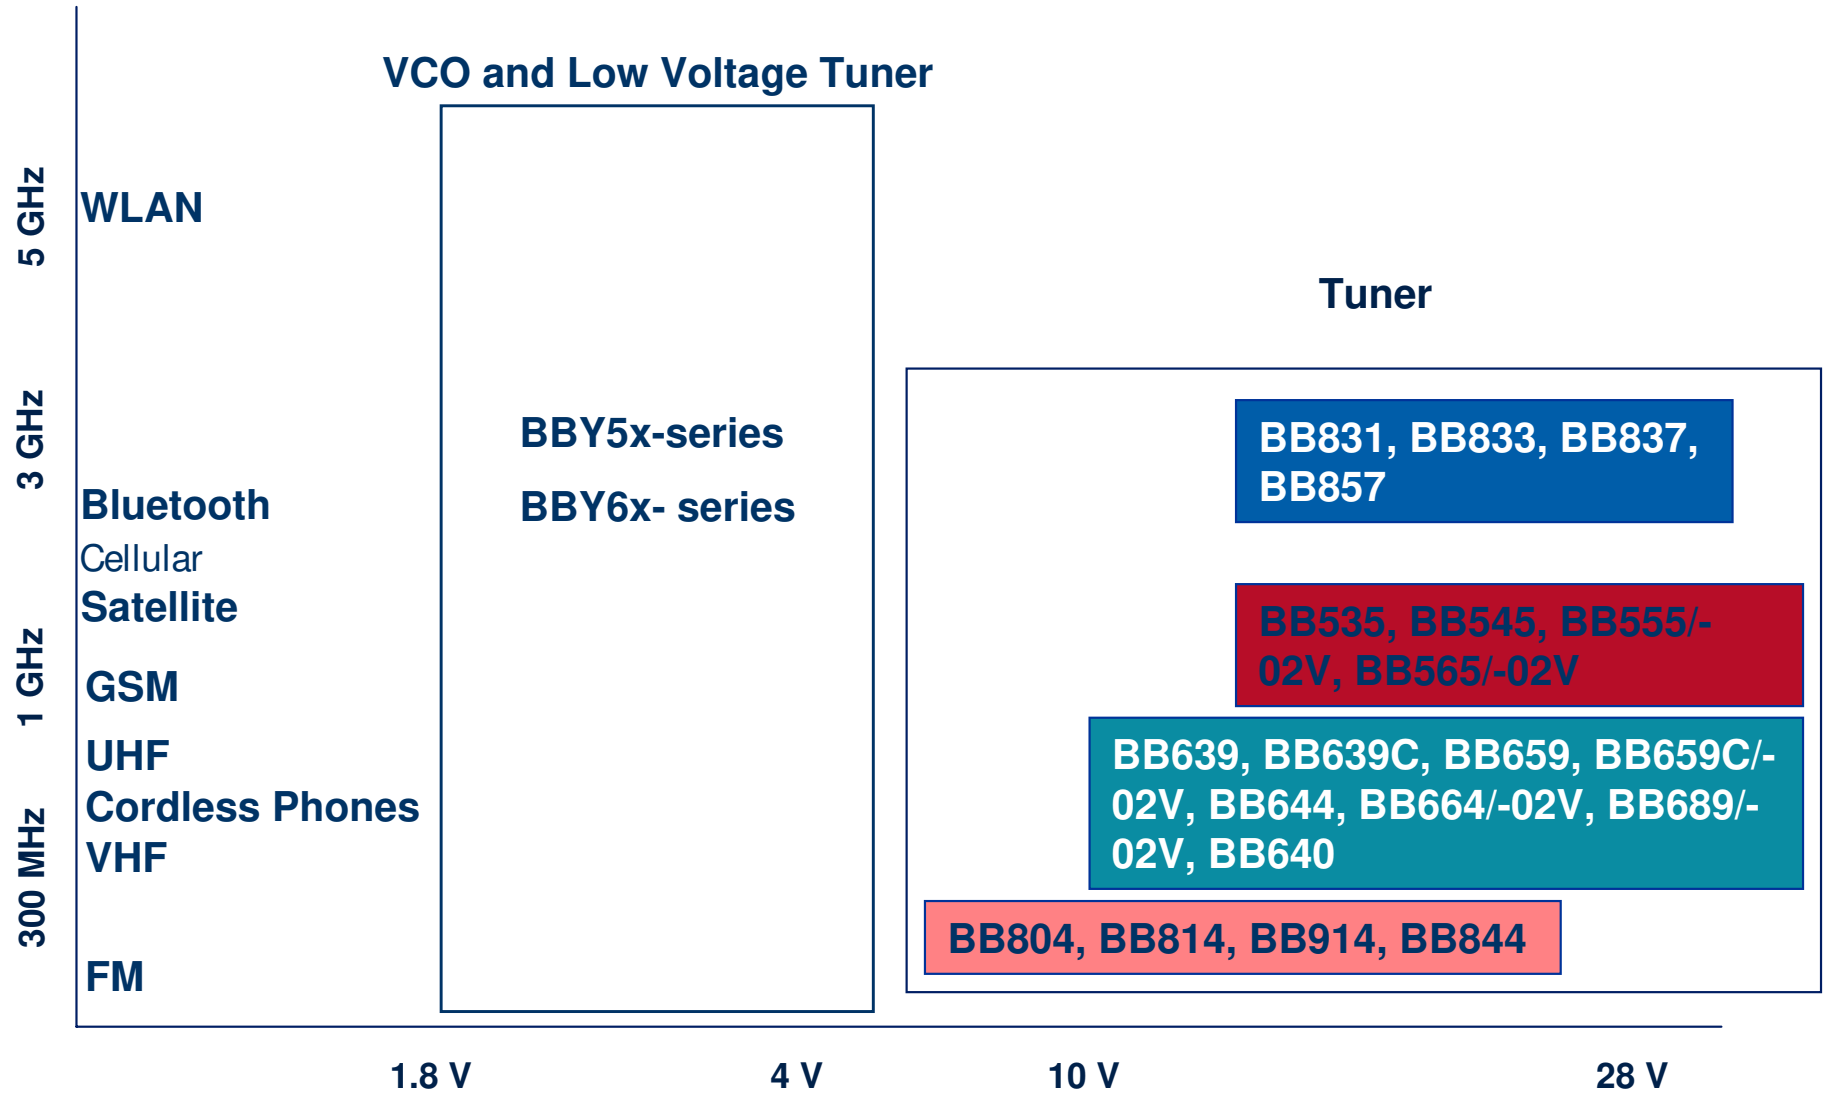 VCO and Low Voltage Tuner
5 GHz
WLAN
Tuner
3 GHz
BBY5x-series
BB831, BB833, BB837,
BB857
Bluetooth
BBY6x- series
Cellular
Satellite
BB535, BB545, BB555/-
02V, BB565/-02V
1 GHz
GSM
UHF
BB639, BB639C, BB659, BB659C/-
02V, BB644, BB664/-02V, BB689/-
02V, BB640
Cordless Phones
VHF
300 MHz
BB804, BB814, BB914, BB844
FM
1.8 V
4 V
10 V
28 V